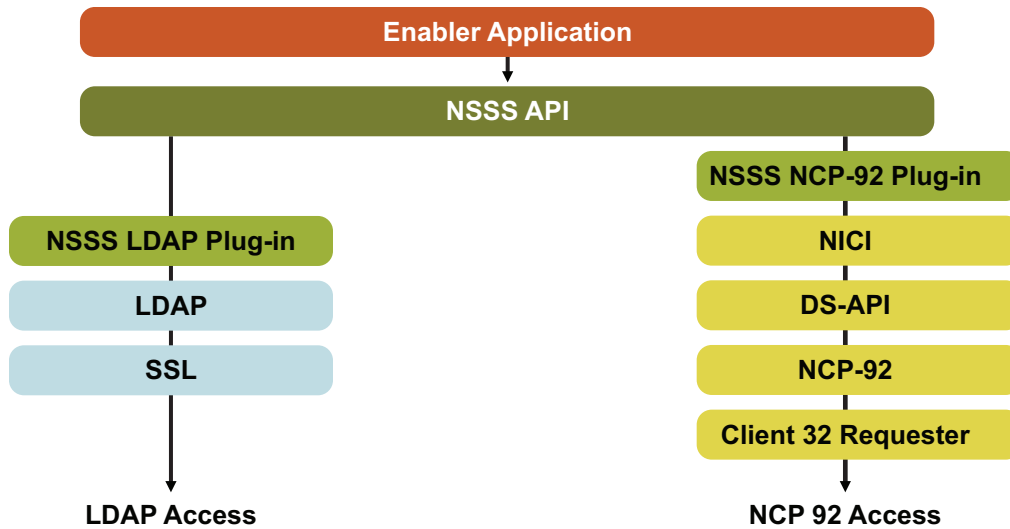 Enabler Application
NSSS API
NSSS LDAP Plug-in
LDAP
SSL
LDAP Access
NSSS NCP-92 Plug-in
NICI
DS-API
NCP-92
Client 32 Requester
NCP 92 Access